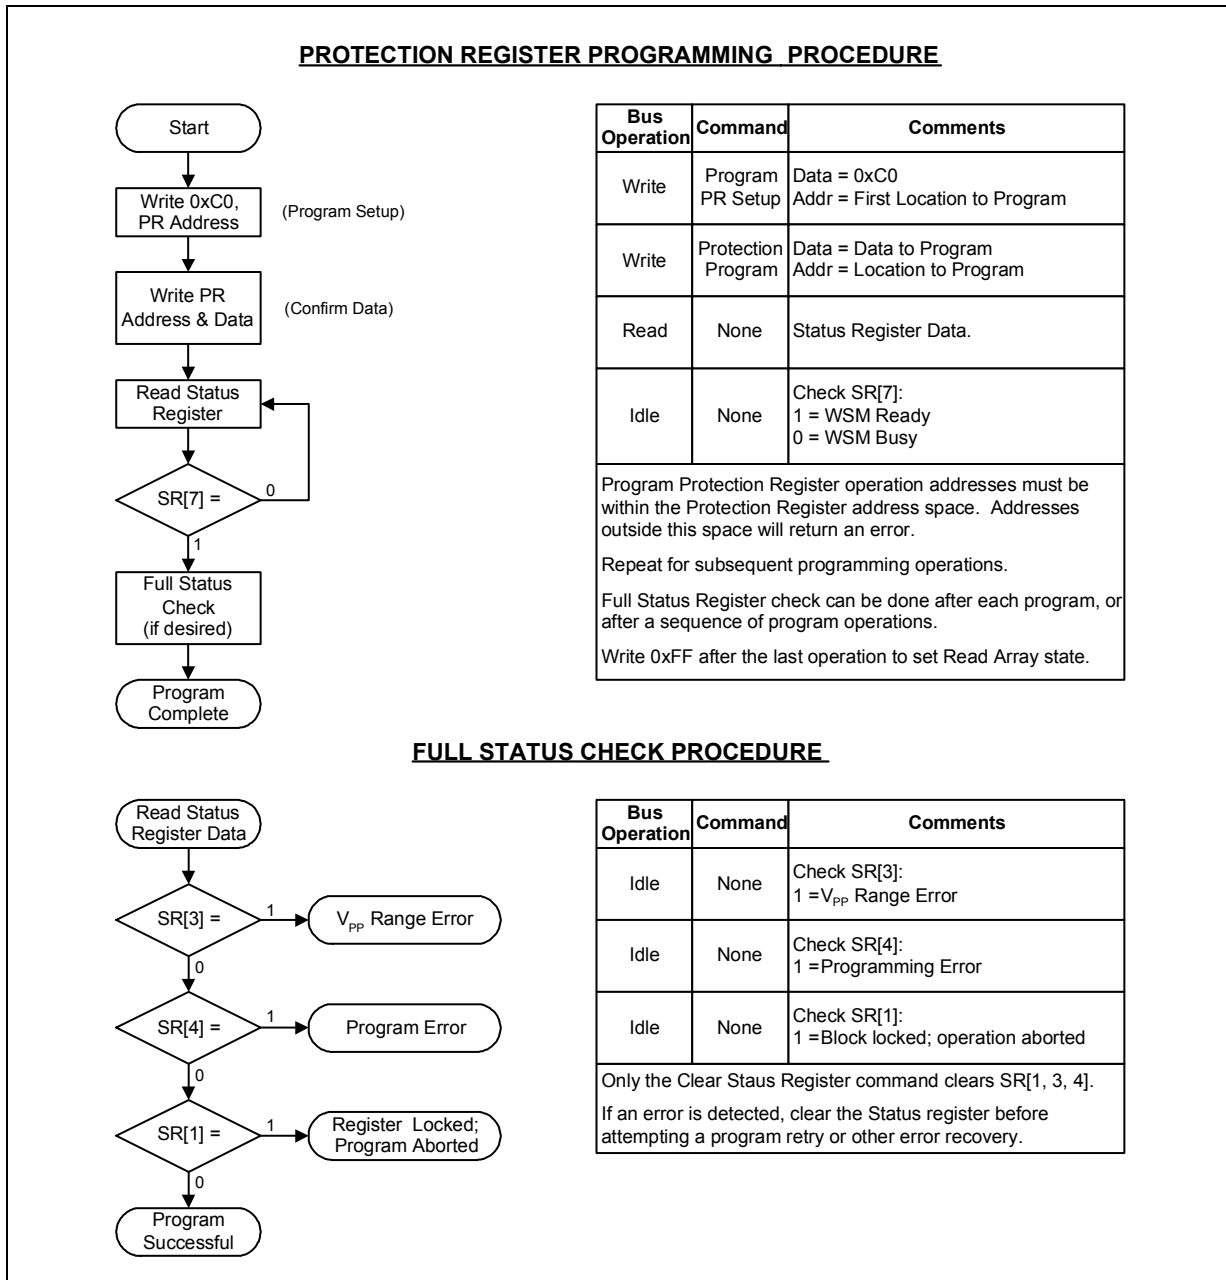 PROTECTION REGISTER PROGRAMMING PROCEDURE
Start
Write 0xC0,
PR Address
(Program Setup)
Write PR
Address & Data
(Confirm Data)
Read Status
Register
SR[7] =
0
1
Full Status
Check
(if desired)
Program
Complete
Bus
Operation
Command
Comments
Write
Program
PR Setup
Data = 0xC0
Addr = First Location to Program
Write
Protection
Program
Data = Data to Program
Addr = Location to Program
Read
None
Status Register Data.
Idle
None
Check SR[7]:
1 = WSM Ready
0 = WSM Busy
Program Protection Register operation addresses must be
within the Protection Register address space.  Addresses
outside this space will return an error.
Repeat for subsequent programming operations.
Full Status Register check can be done after each program, or
after a sequence of program operations.
Write 0xFF after the last operation to set Read Array state.
FULL STATUS CHECK PROCEDURE
Read Status
Register Data
SR[3] =
1
V_PP Range Error
0
SR[4] =
1
Program Error
0
SR[1] =
1
Register Locked;
Program Aborted
0
Program
Successful
Bus
Operation
Command
Comments
Idle
None
Check SR[3]:
1 =V_PP Range Error
Idle
None
Check SR[4]:
1 =Programming Error
Idle
None
Check SR[1]:
1 =Block locked; operation aborted
Only the Clear Staus Register command clears SR[1, 3, 4].
If an error is detected, clear the Status register before
attempting a program retry or other error recovery.